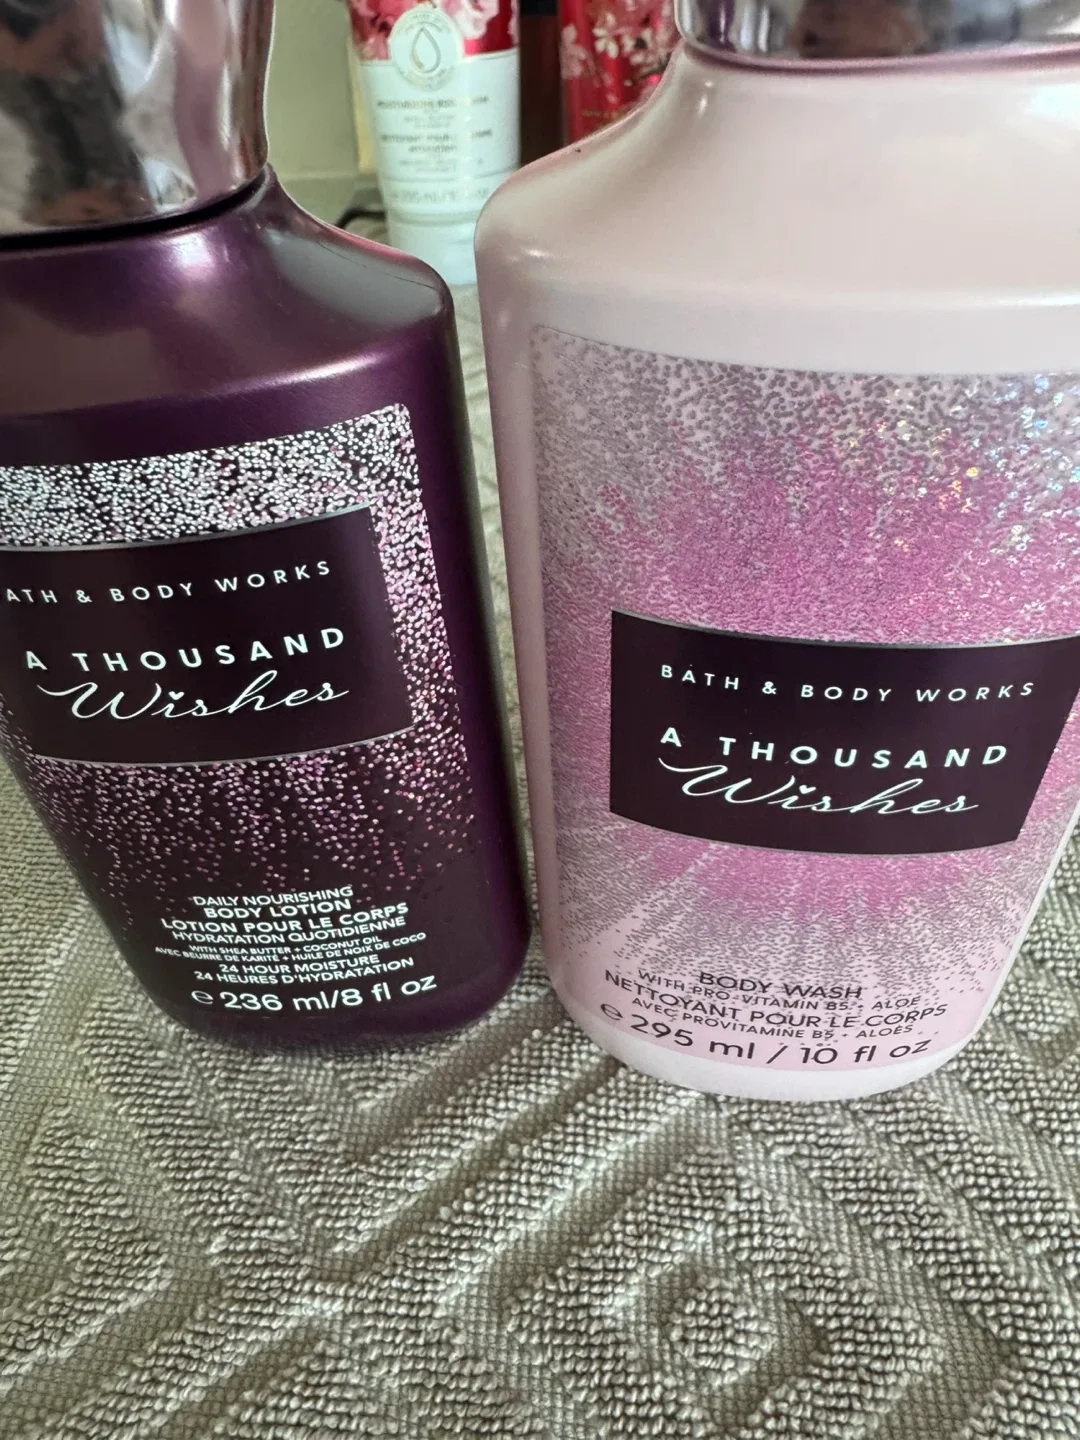 ATH & BODY WORKS
A THOUSAND
Wishes
DAILY NOURISHING
BODY LOTION
LOTION POUR LE CORPS
HYDRATATION QUOTIDIENNE
WITH SHEA BUTTER + COCONUT OIL
AVEC BEURRE DE KARITÉ + HUILE DE NOIX DE COCO
24 HOUR MOISTURE
24 HEURES D'HYDRATATION
e 236 ml/8 fl oz
BATH & BODY WORKS
A THOUSAND
Wishes
BODY WASH
WITH PRO-VITAMIN B5 + ALOE
NETTOYANT POUR LE CORPS
AVEC PROVITAMINE B5 + ALOÈS
e 295 ml / 10 fl oz